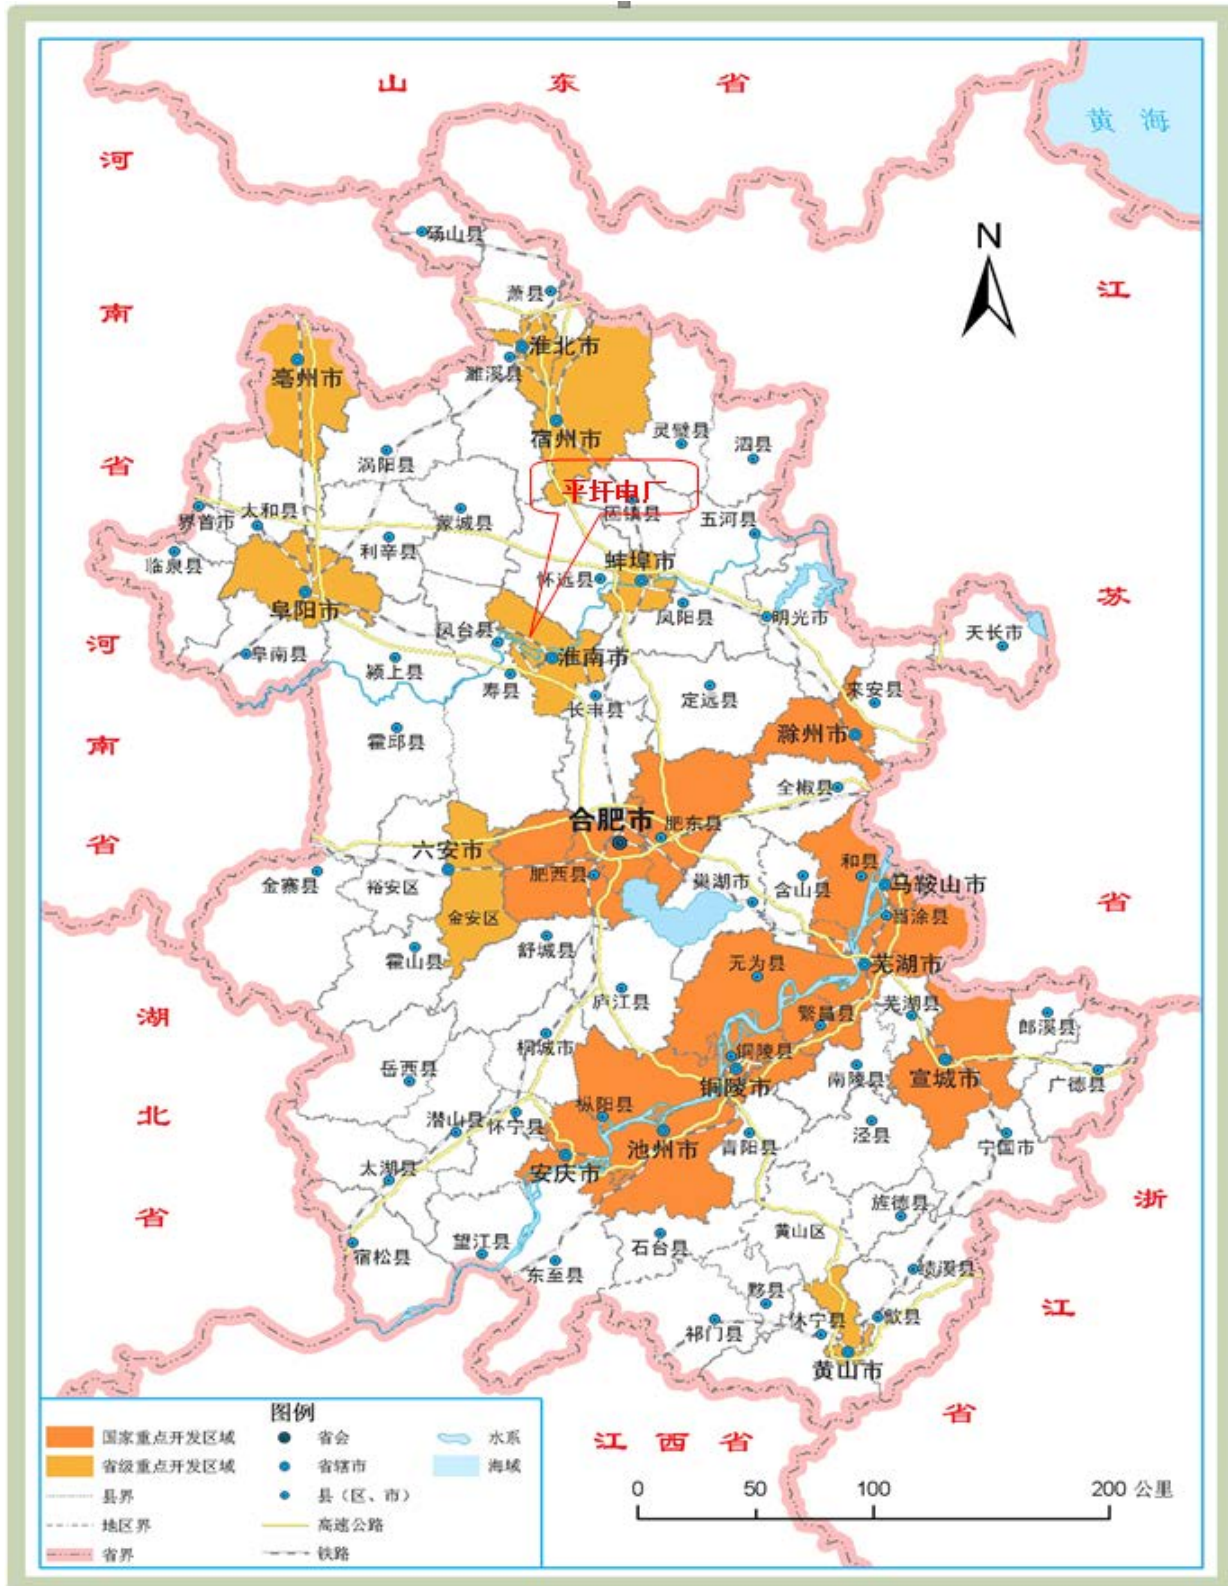 山 东 省
黄 海
河
南
省
河
南
省
湖
北
省
江
苏
省
浙
江
省
江 西 省
N
砀山县
萧县
淮北市
濉溪县
亳州市
宿州市
灵璧县
泗县
涡阳县
平圩电厂
固镇县
五河县
界首市
太和县
蒙城县
利辛县
临泉县
怀远县
蚌埠市
阜阳市
凤阳县
明光市
天长市
凤台县
淮南市
阜南县
颍上县
寿县
长丰县
定远县
来安县
霍邱县
滁州市
全椒县
合肥市
肥东县
六安市
金寨县
裕安区
肥西县
巢湖市
含山县
和县
马鞍山市
当涂县
金安区
霍山县
舒城县
无为县
芜湖市
庐江县
繁昌县
芜湖县
郎溪县
桐城市
铜陵县
岳西县
铜陵市
南陵县
宣城市
广德县
枞阳县
潜山县
怀宁县
池州市
青阳县
泾县
宁国市
太湖县
安庆市
旌德县
望江县
宿松县
东至县
石台县
黄山区
绩溪县
黟县
祁门县
休宁县
歙县
黄山市
图例
国家重点开发区域
省会
水系
省级重点开发区域
省辖市
海域
县界
县（区、市）
地区界
高速公路
省界
铁路
0 50 100 200 公里